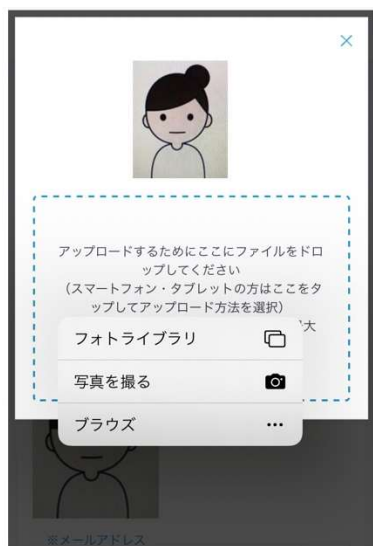 アップロードするためにここにファイルをドロ
ップしてください
(スマートフォン・タブレットの方はここをタ
ップしてアップロード方法を選択)
最大
フォトライブラリ
写真を撮る
ブラウズ
※メールアドレス